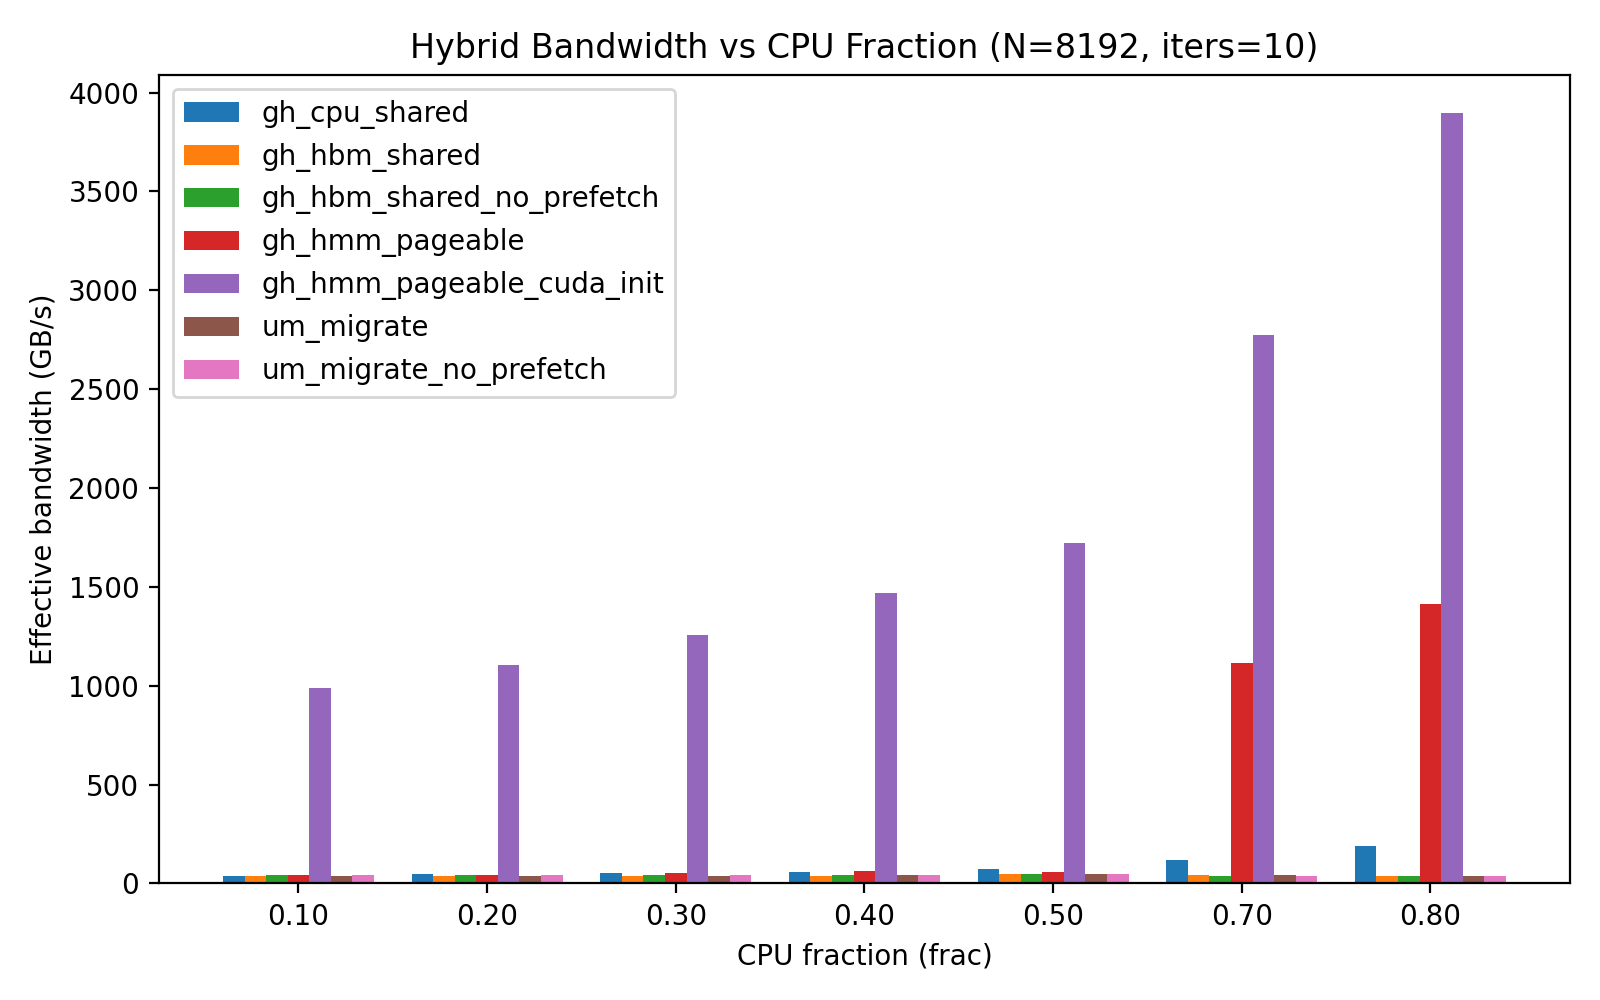 Hybrid Bandwidth vs CPU Fraction (N=8192, iters=10)
Effective bandwidth (GB/s)
4000
3500
3000
2500
2000
1500
1000
500
0
gh_cpu_shared
gh_hbm_shared
gh_hbm_shared_no_prefetch
gh_hmm_pageable
gh_hmm_pageable_cuda_init
um_migrate
um_migrate_no_prefetch
0.10 0.20 0.30 0.40 0.50 0.70 0.80
CPU fraction (frac)